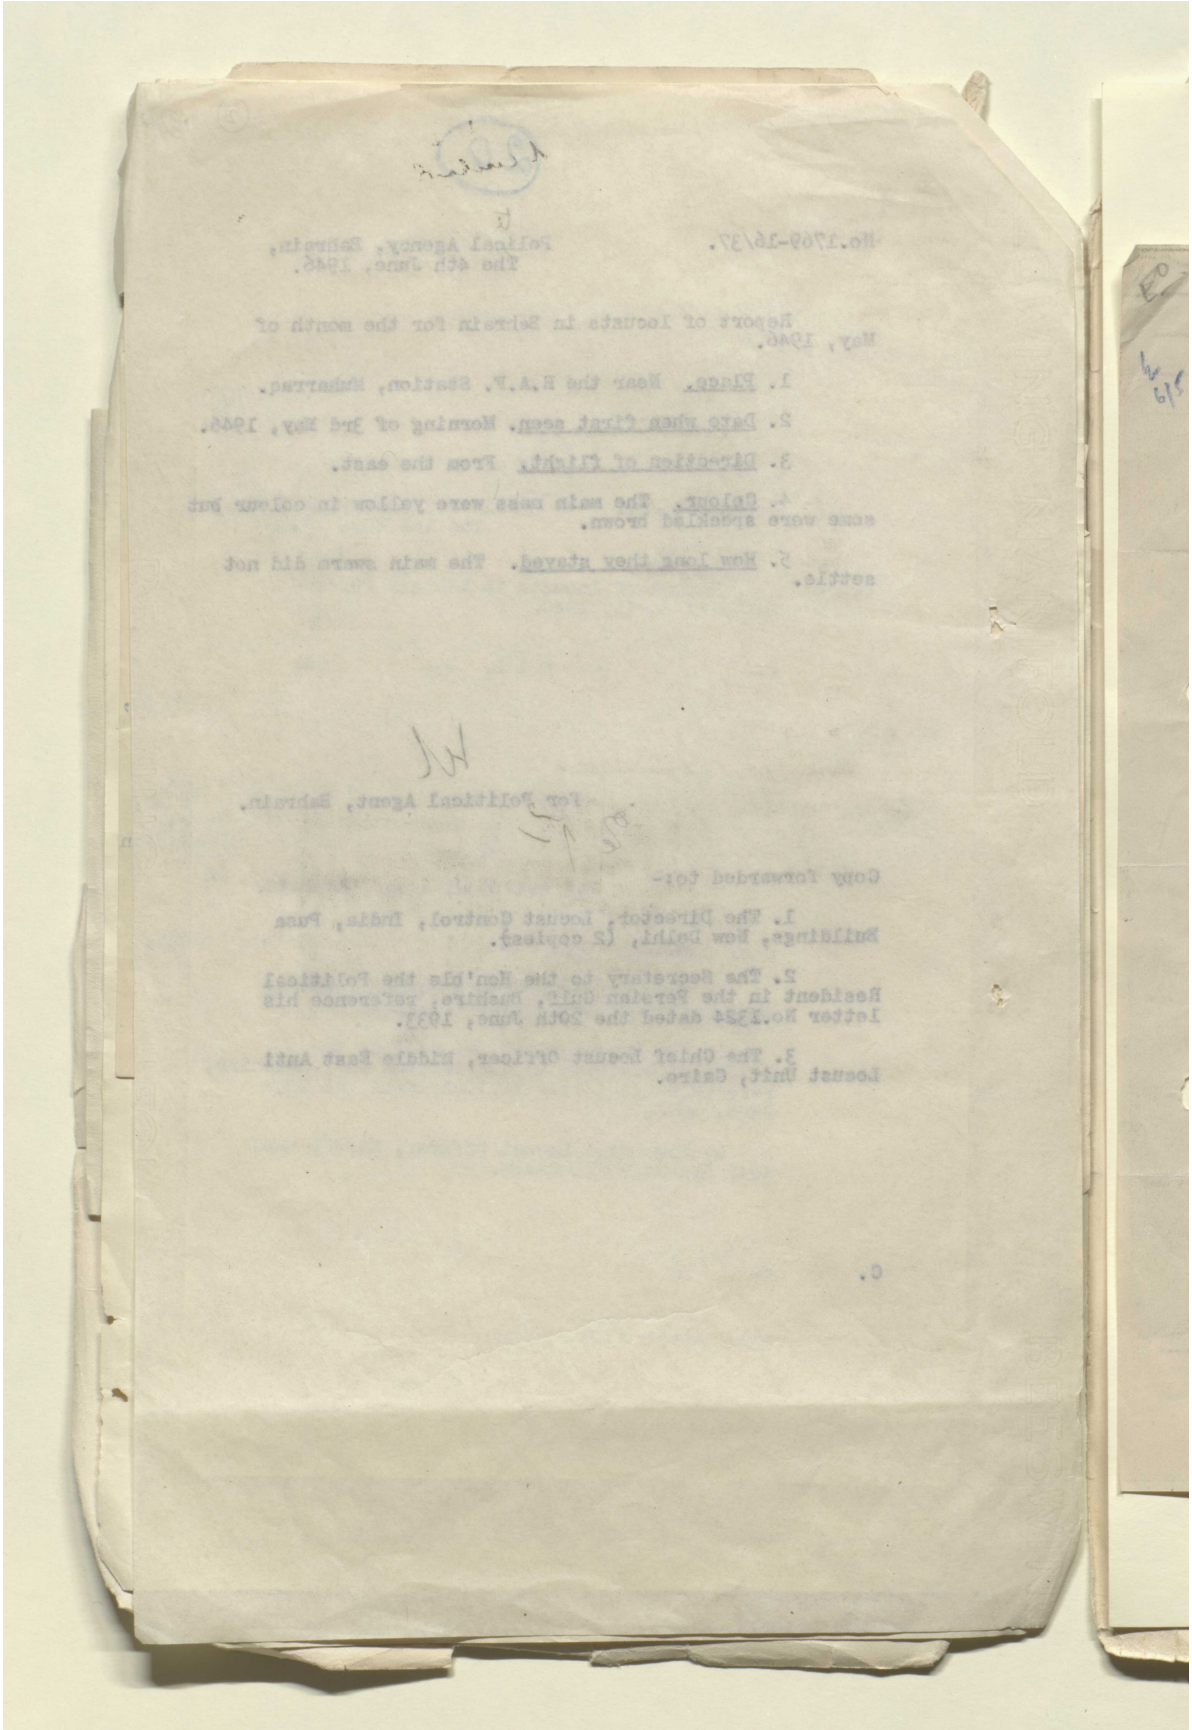 No.1769-16/37.
Political Agency, Bahrain,
The 4th June, 1946.
Report of locusts in Bahrain for the month of
May, 1946.
1. Place. Near the R.A.F. Station, Muharraq.
2. Date when first seen. Morning of 3rd May, 1946.
3. Direction of flight. From the east.
4. Colour. The main mass were yellow in colour but
some were speckled brown.
5. How long they stayed. The main swarm did not
settle.
for Political Agent, Bahrain.
Copy forwarded to:-
1. The Director, Locust Control, India, Pusa
Buildings, New Delhi, (2 copies).
2. The Secretary to the Hon'ble the Political
Resident in the Persian Gulf, Bushire, reference his
letter No.1324 dated the 20th June, 1933.
3. The Chief Locust Officer, Middle East Anti
Locust Unit, Cairo.
C.
6/5